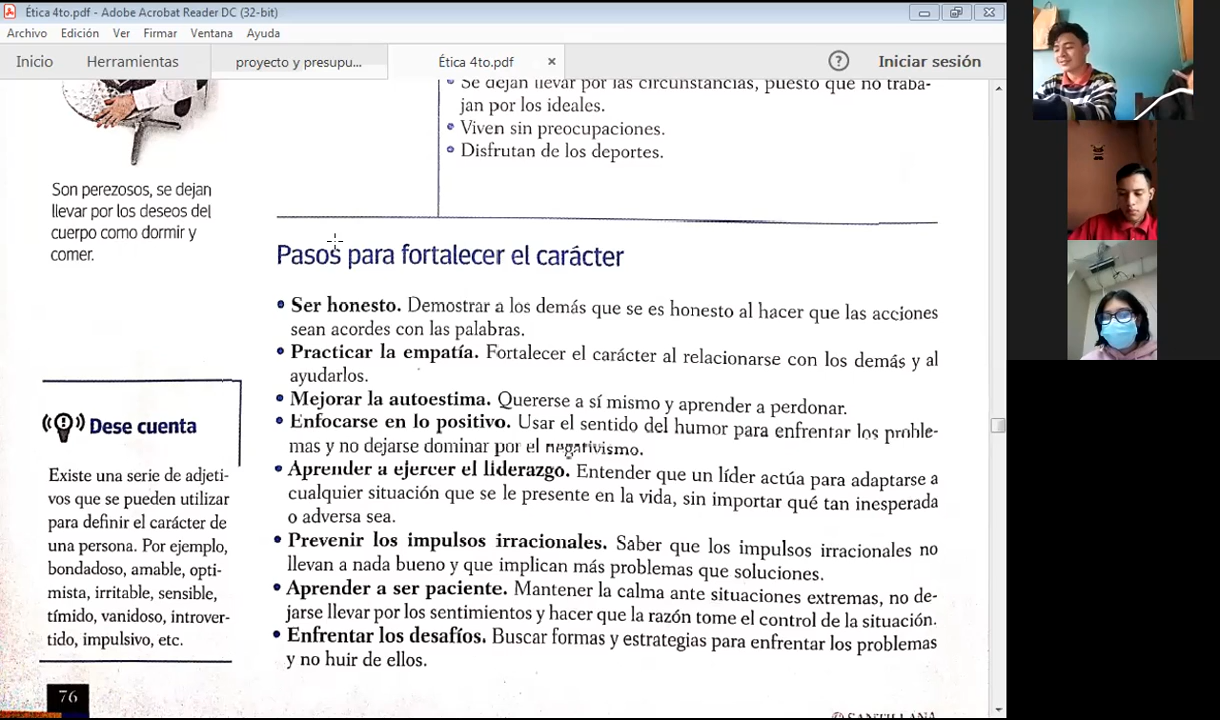 Ética 4to.pdf - Adobe Acrobat Reader DC (32-bit)
Archivo Edición Ver Firmar Ventana Ayuda
Inicio Herramientas proyecto y presupu... Ética 4to.pdf × ? Iniciar sesión
Se dejan llevar por las circunstancias, puesto que no traba-
jan por los ideales.
• Viven sin preocupaciones.
• Disfrutan de los deportes.
Son perezosos, se dejan
llevar por los deseos del
cuerpo como dormir y
comer.
Pasos para fortalecer el carácter
• Ser honesto. Demostrar a los demás que se es honesto al hacer que las acciones
sean acordes con las palabras.
• Practicar la empatía. Fortalecer el carácter al relacionarse con los demás y al
ayudarlos.
• Mejorar la autoestima. Quererse a sí mismo y aprender a perdonar.
• Enfocarse en lo positivo. Usar el sentido del humor para enfrentar los proble-
mas y no dejarse dominar por el negativismo.
• Aprender a ejercer el liderazgo. Entender que un líder actúa para adaptarse a
cualquier situación que se le presente en la vida, sin importar qué tan inesperada
o adversa sea.
• Prevenir los impulsos irracionales. Saber que los impulsos irracionales no
llevan a nada bueno y que implican más problemas que soluciones.
• Aprender a ser paciente. Mantener la calma ante situaciones extremas, no de-
jarse llevar por los sentimientos y hacer que la razón tome el control de la situación.
• Enfrentar los desafíos. Buscar formas y estrategias para enfrentar los problemas
y no huir de ellos.
Dese cuenta
Existe una serie de adjeti-
vos que se pueden utilizar
para definir el carácter de
una persona. Por ejemplo,
bondadoso, amable, opti-
mista, irritable, sensible,
tímido, vanidoso, introver-
tido, impulsivo, etc.
76
© SANTILLANA